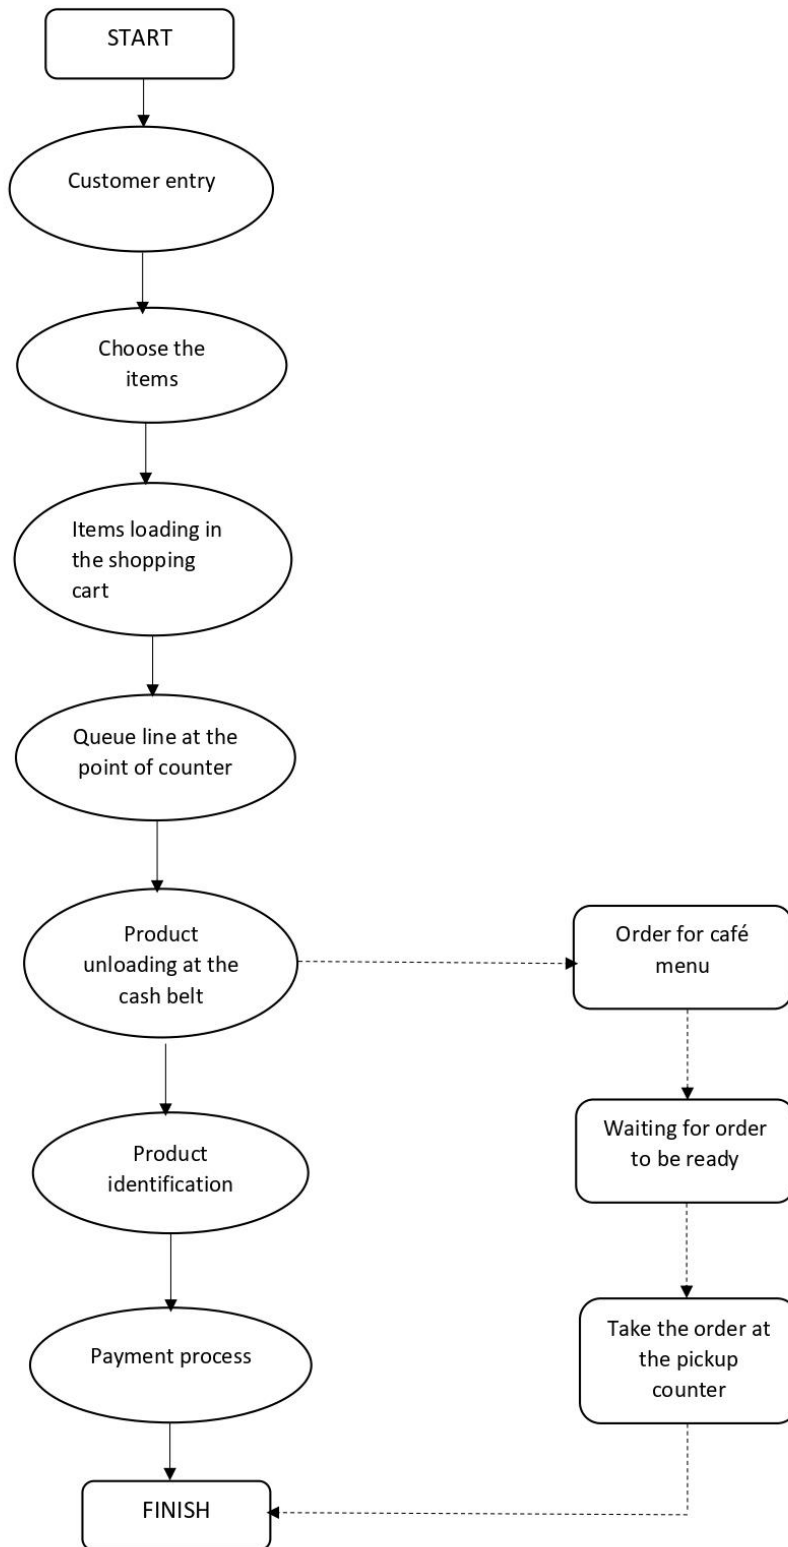 START
Customer entry
Choose the
items
Items loading in
the shopping
cart
Queue line at the
point of counter
Product
unloading at the
cash belt
Order for café
menu
Product
identification
Waiting for order
to be ready
Payment process
Take the order at
the pickup
counter
FINISH